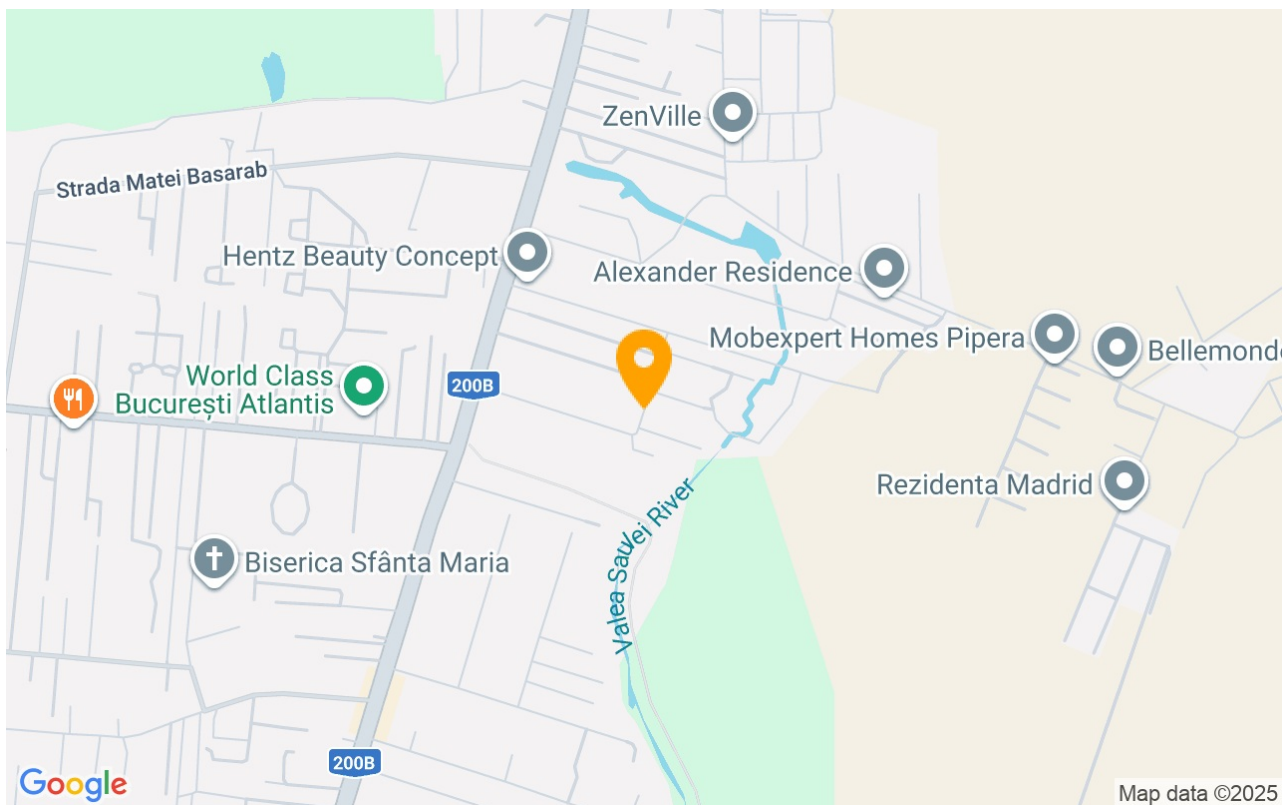 ZenVille
Strada Matei Basarab
Hentz Beauty Concept
Alexander Residence
Mobexpert Homes Pipera
Bellemonde
World Class
București Atlantis
200B
Rezidenta Madrid
Valea Saulei River
Biserica Sfânta Maria
200B
Google
Map data ©2025